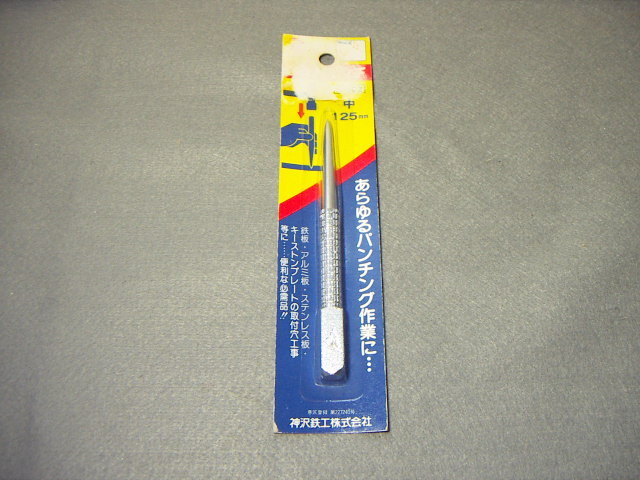 中
125mm
あらゆるパンチング作業に…
鉄板・アルミ板・ステンレス板・
キーストンプレートの取付穴工事
等に……便利な必需品!!
神沢鉄工株式会社